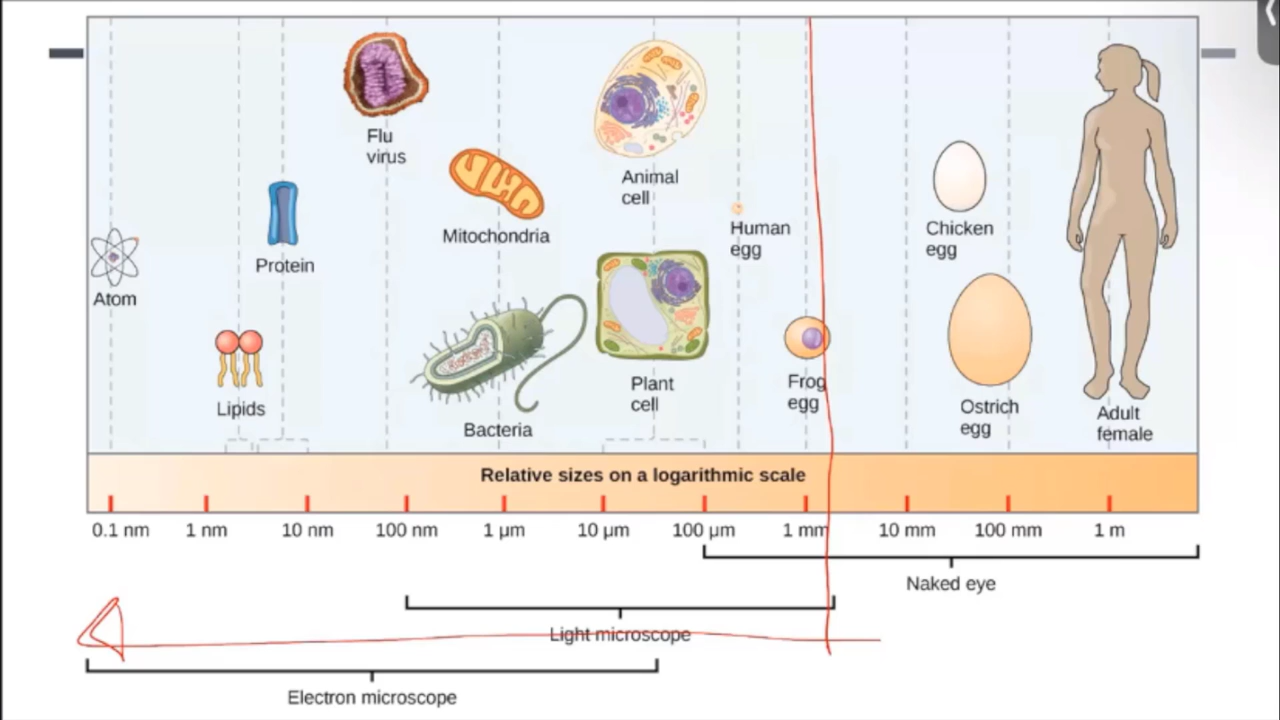 Flu
virus
Animal
cell
Human
egg
Chicken
egg
Mitochondria
Protein
Atom
Lipids
Bacteria
Plant
cell
Frog
egg
Ostrich
egg
Adult
female
Relative sizes on a logarithmic scale
0.1 nm 1 nm 10 nm 100 nm 1 µm 10 µm 100 µm 1 mm 10 mm 100 mm 1 m
Naked eye
Light microscope
Electron microscope